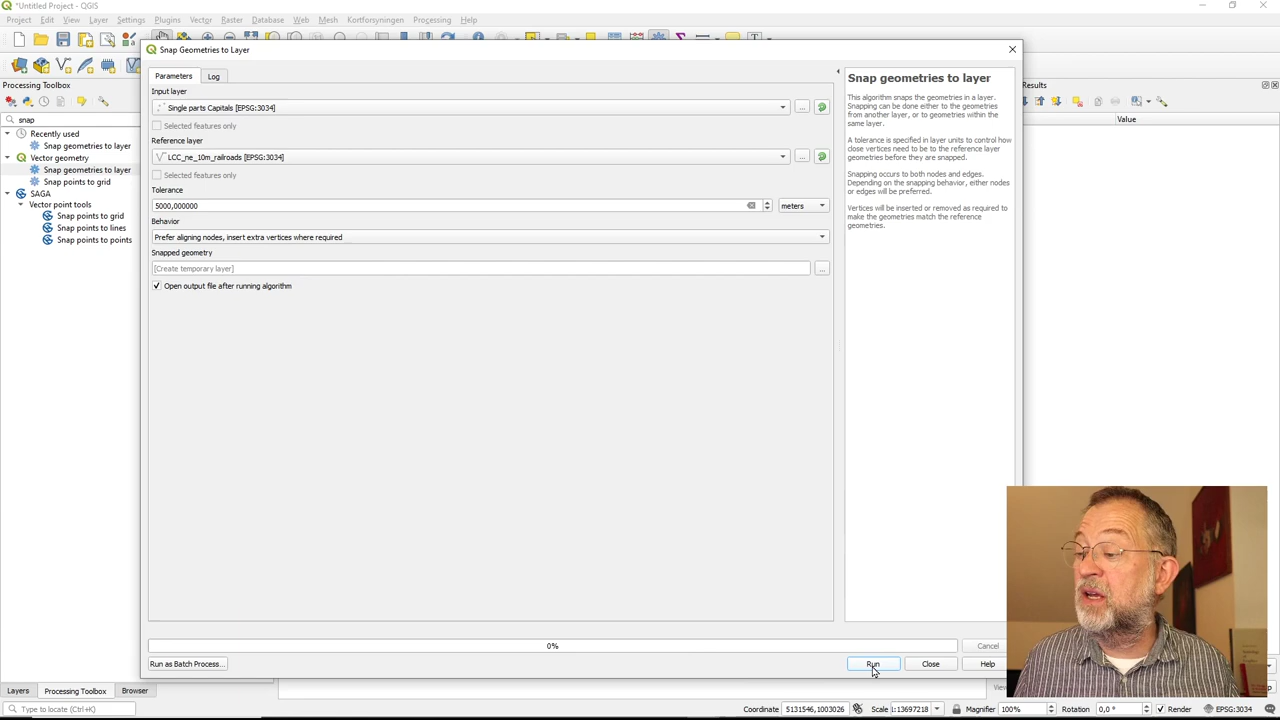 *Untitled Project - QGIS
Project Edit View Layer Settings Plugins Vector Raster Database Web Mesh Kortforsyningen Processing Help
Snap Geometries to Layer
Processing Toolbox
snap
Recently used
Snap geometries to layer
Vector geometry
Snap geometries to layer
Snap points to grid
SAGA
Vector point tools
Snap points to grid
Snap points to lines
Snap points to points
Parameters Log
Input layer
Single parts Capitals [EPSG:3034]
...
Selected features only
Reference layer
LCC_ne_10m_railroads [EPSG:3034]
...
Selected features only
Tolerance
5000,000000
meters
Behavior
Prefer aligning nodes, insert extra vertices where required
Snapped geometry
[Create temporary layer]
...
Open output file after running algorithm
Snap geometries to layer
This algorithm snaps the geometries in a layer.
Snapping can be done either to the geometries
from another layer, or to geometries within the
same layer.
A tolerance is specified in layer units to control how
close vertices need to be to the reference layer
geometries before they are snapped.
Snapping occurs to both nodes and edges.
Depending on the snapping behavior, either nodes
or edges will be preferred.
Vertices will be inserted or removed as required to
make the geometries match the reference
geometries.
Results
Value
0%
Cancel
Run as Batch Process...
Run
Close
Help
Layers Processing Toolbox Browser
Type to locate (Ctrl+K)
Coordinate 5131546,1003026 Scale 1:13697218 Magnifier 100% Rotation 0,0 ° Render EPSG:3034